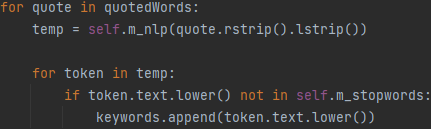 for quote in quotedWords:
temp = self.m_nlp(quote.rstrip().lstrip())
for token in temp:
if token.text.lower() not in self.m_stopwords:
keywords.append(token.text.lower())